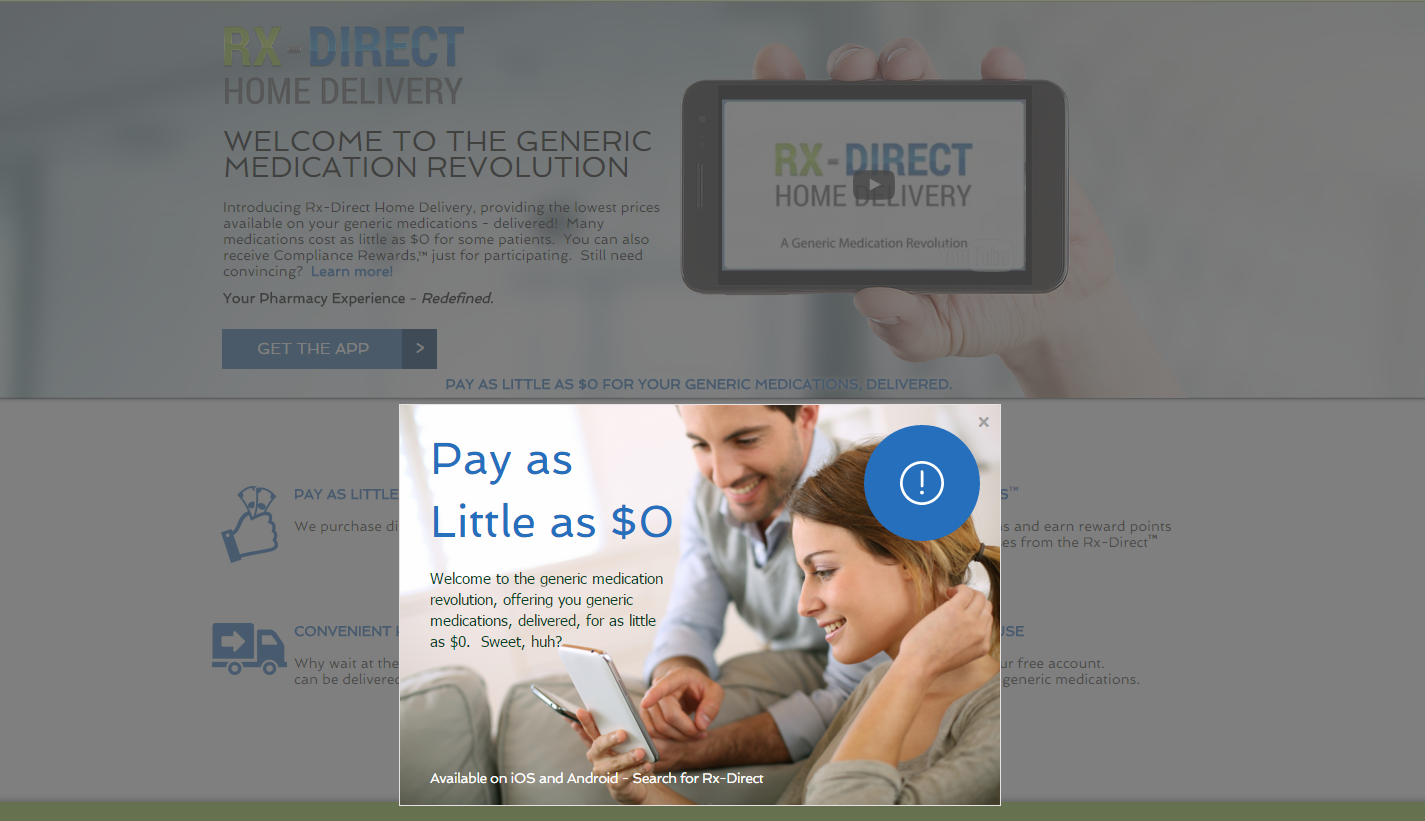 RX-DIRECT
HOME DELIVERY
WELCOME TO THE GENERIC
MEDICATION REVOLUTION
Introducing Rx-Direct Home Delivery, providing the lowest prices
available on your generic medications - delivered! Many
medications cost as little as $0 for some patients. You can also
receive Compliance Rewards,™ just for participating. Still need
convincing? Learn more!
Your Pharmacy Experience - Redefined.
GET THE APP >
RX-DIRECT
HOME DELIVERY
A Generic Medication Revolution
PAY AS LITTLE AS $0 FOR YOUR GENERIC MEDICATIONS, DELIVERED.
Pay as
Little as $0
Welcome to the generic medication
revolution, offering you generic
medications, delivered, for as little
as $0. Sweet, huh?
Available on iOS and Android - Search for Rx-Direct
PAY AS LITTLE
We purchase
CONVENIENT
Why wait at the
can be delivered
™
and earn reward points
from the Rx-Direct™
USE
free account.
generic medications.